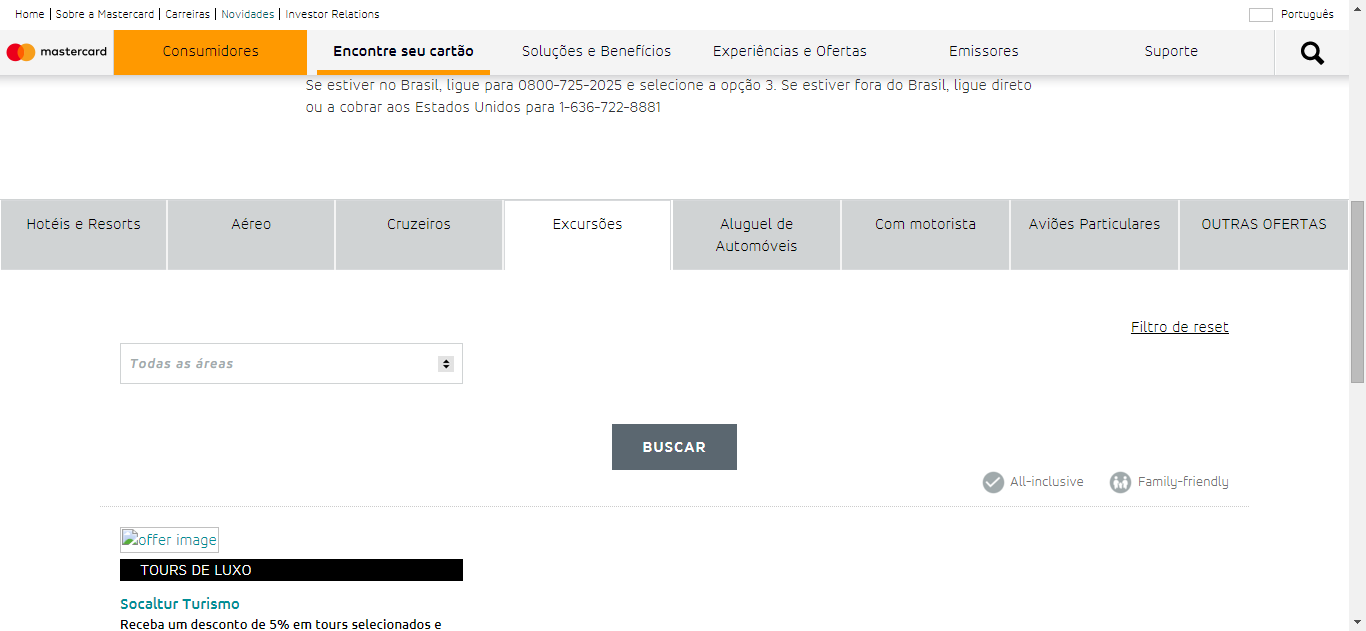 Home | Sobre a Mastercard | Carreiras | Novidades | Investor Relations
Português
mastercard
Consumidores
Encontre seu cartão
Soluções e Benefícios
Experiências e Ofertas
Emissores
Suporte
Se estiver no Brasil, ligue para 0800-725-2025 e selecione a opção 3. Se estiver fora do Brasil, ligue direto
ou a cobrar aos Estados Unidos para 1-636-722-8881
Hotéis e Resorts
Aéreo
Cruzeiros
Excursões
Aluguel de
Automóveis
Com motorista
Aviões Particulares
OUTRAS OFERTAS
Filtro de reset
Todas as áreas
BUSCAR
All-inclusive
Family-friendly
offer image
TOURS DE LUXO
Socaltur Turismo
Receba um desconto de 5% em tours selecionados e